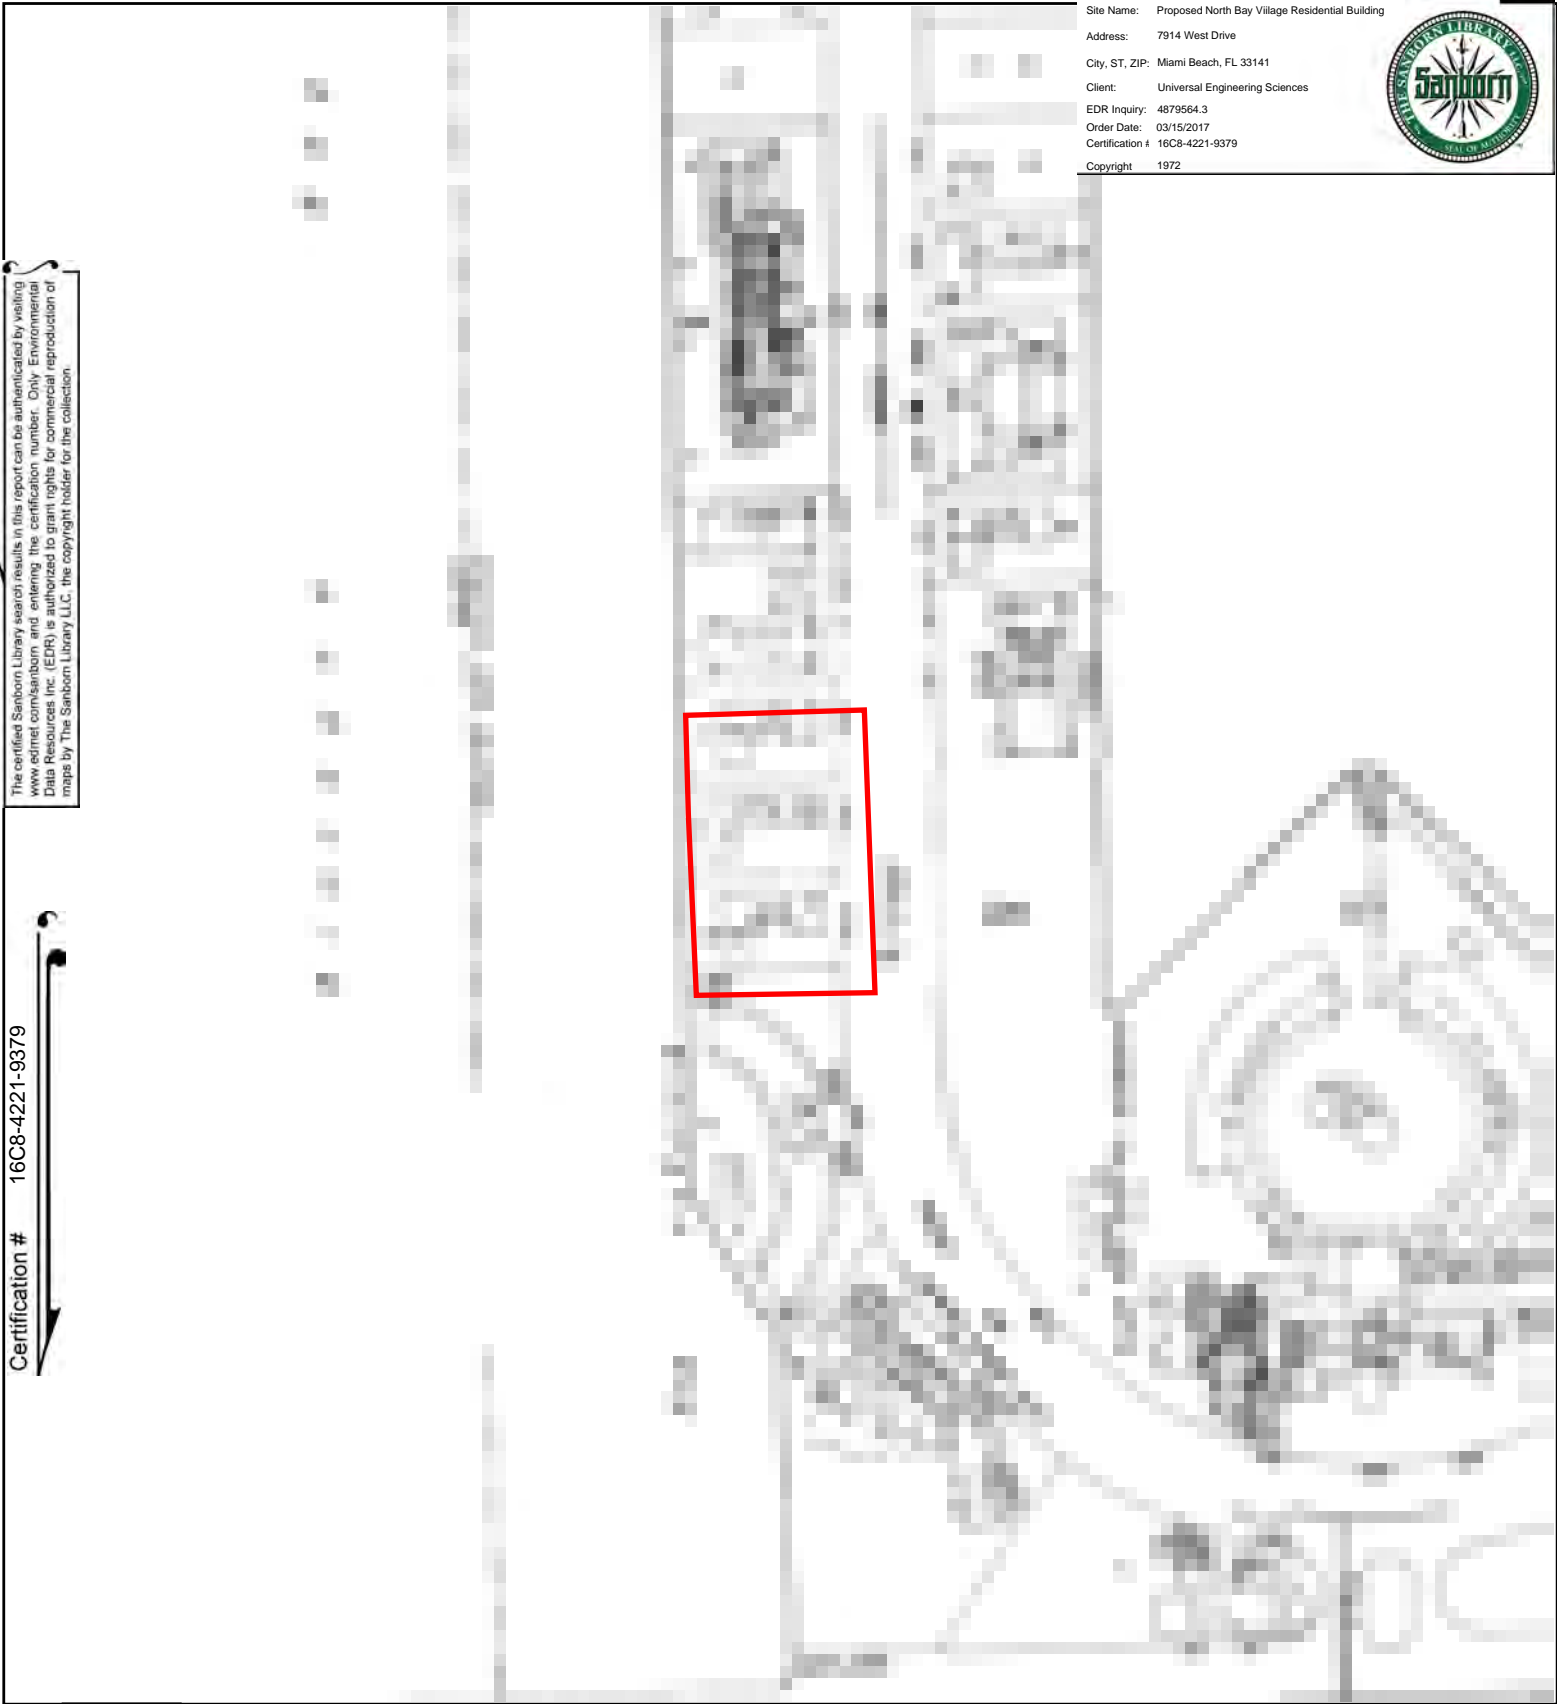 Site Name: Proposed North Bay Viilage Residential Building
Address: 7914 West Drive
City, ST, ZIP: Miami Beach, FL 33141
Client: Universal Engineering Sciences
EDR Inquiry: 4879564.3
Order Date: 03/15/2017
Certification # 16C8-4221-9379
Copyright 1972
THE SANBORN LIBRARY LLC
Sanborn
SEAL OF AUTHORITY
The certified Sanborn Library search results in this report can be authenticated by visiting
www.edrnet.com/sanborn and entering the certification number. Only Environmental
Data Resources Inc. (EDR) is authorized to grant rights for commercial reproduction of
maps by The Sanborn Library LLC, the copyright holder for the collection.
Certification # 16C8-4221-9379